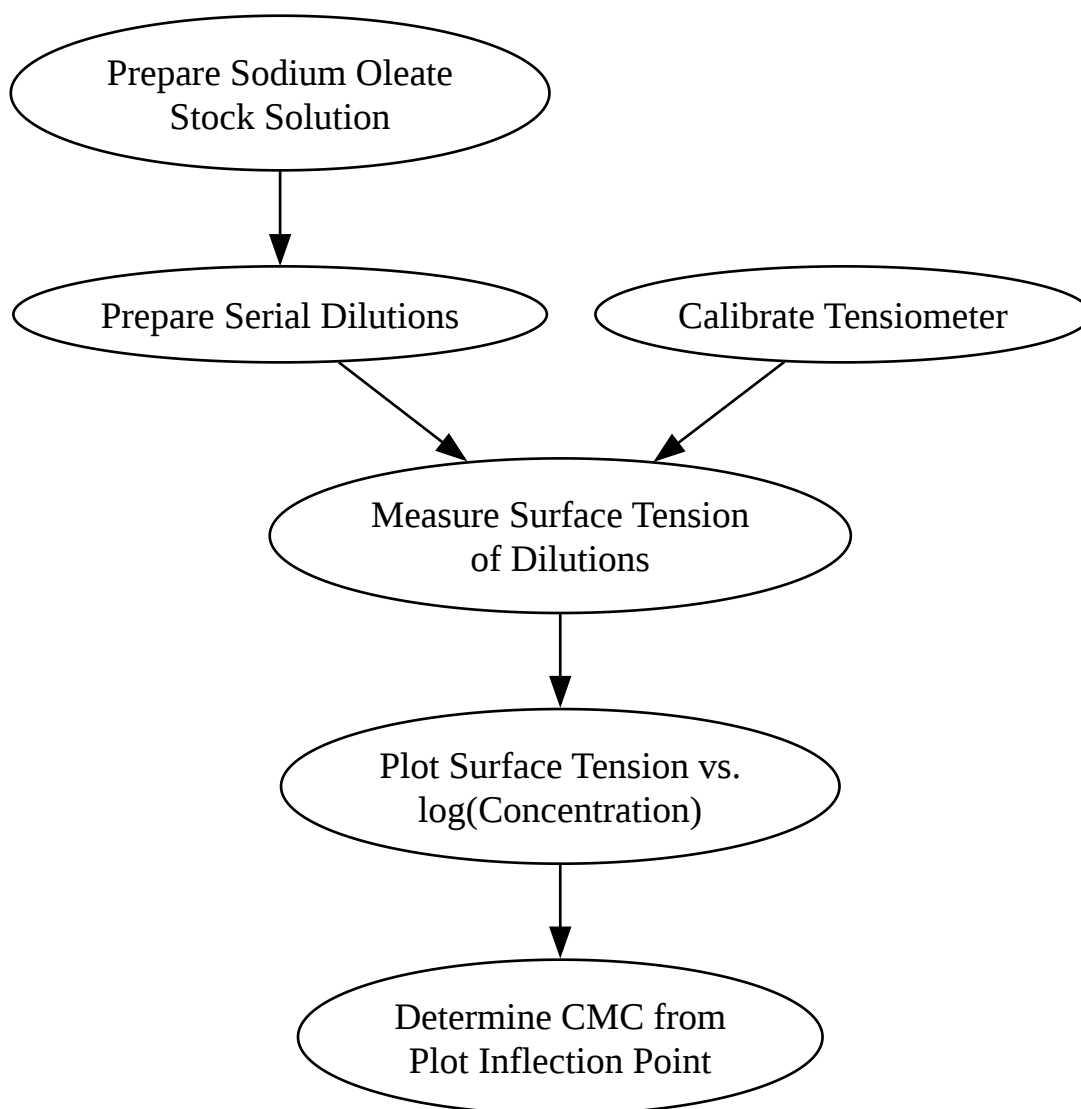 Prepare Sodium Oleate
Stock Solution
Prepare Serial Dilutions
Calibrate Tensiometer
Measure Surface Tension
of Dilutions
Plot Surface Tension vs.
log(Concentration)
Determine CMC from
Plot Inflection Point